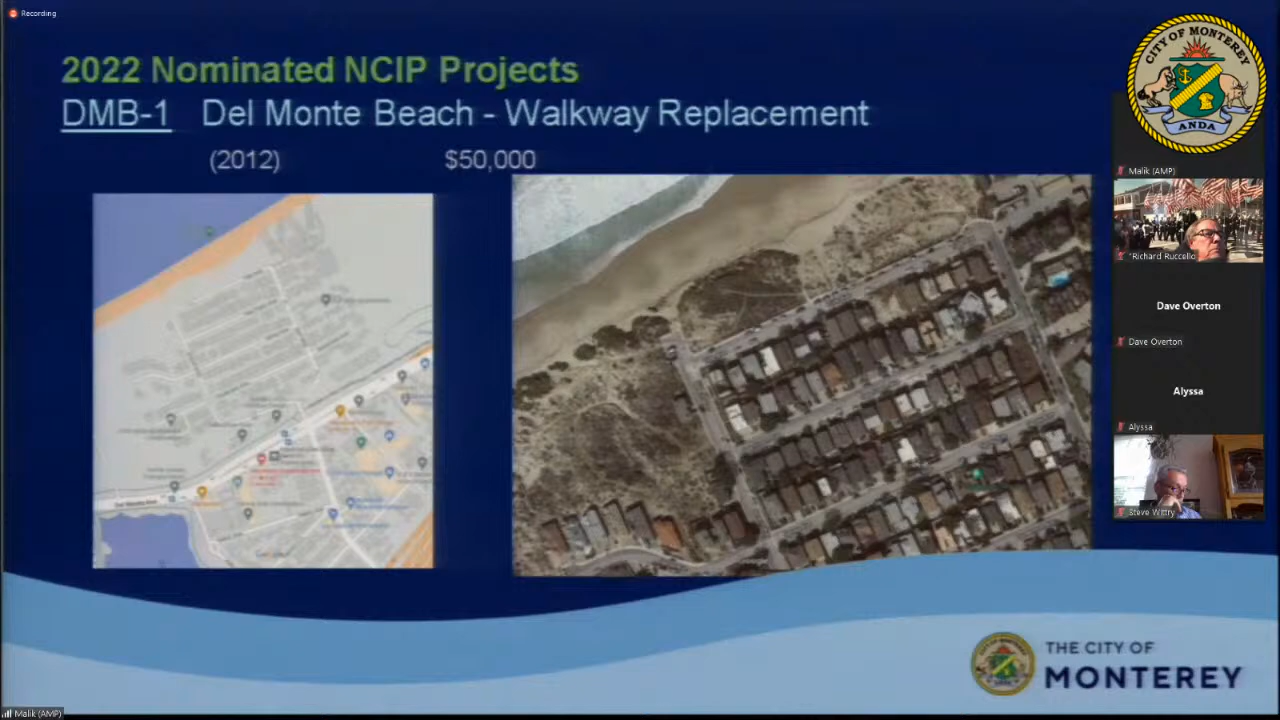 Recording
2022 Nominated NCIP Projects
DMB-1 Del Monte Beach - Walkway Replacement
(2012) $50,000
CITY OF MONTEREY
ANDA
Malik (AMP)
*Richard Ruccello
Dave Overton
Dave Overton
Alyssa
Alyssa
Steve Wittry
THE CITY OF
MONTEREY
Malik (AMP)